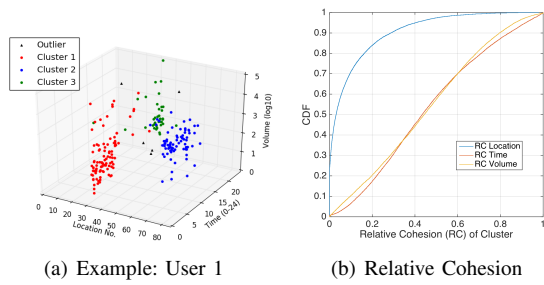 Outlier
Cluster 1
Cluster 2
Cluster 3
Volume (log10)
5
4
3
2
1
0
Time (0-24)
0
5
10
15
20
Location No.
0 10 20 30 40 50 60 70 80
(a) Example: User 1
CDF
1
0.9
0.8
0.7
0.6
0.5
0.4
0.3
0.2
0.1
0
RC Location
RC Time
RC Volume
0 0.2 0.4 0.6 0.8 1
Relative Cohesion (RC) of Cluster
(b) Relative Cohesion